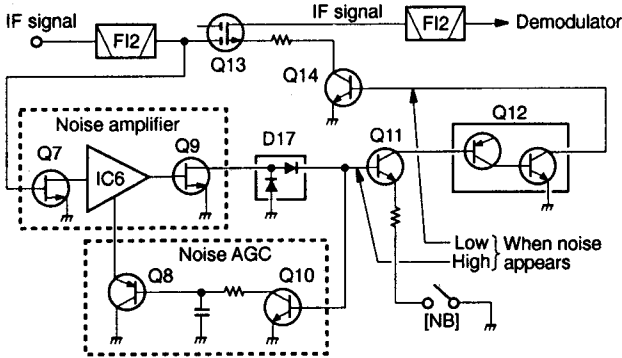 IF signal
FI2
Q13
IF signal
FI2
Demodulator
Q14
Noise amplifier
Q7
IC6
Q9
D17
Q11
Q12
Low
High
When noise
appears
Noise AGC
Q8
Q10
[NB]